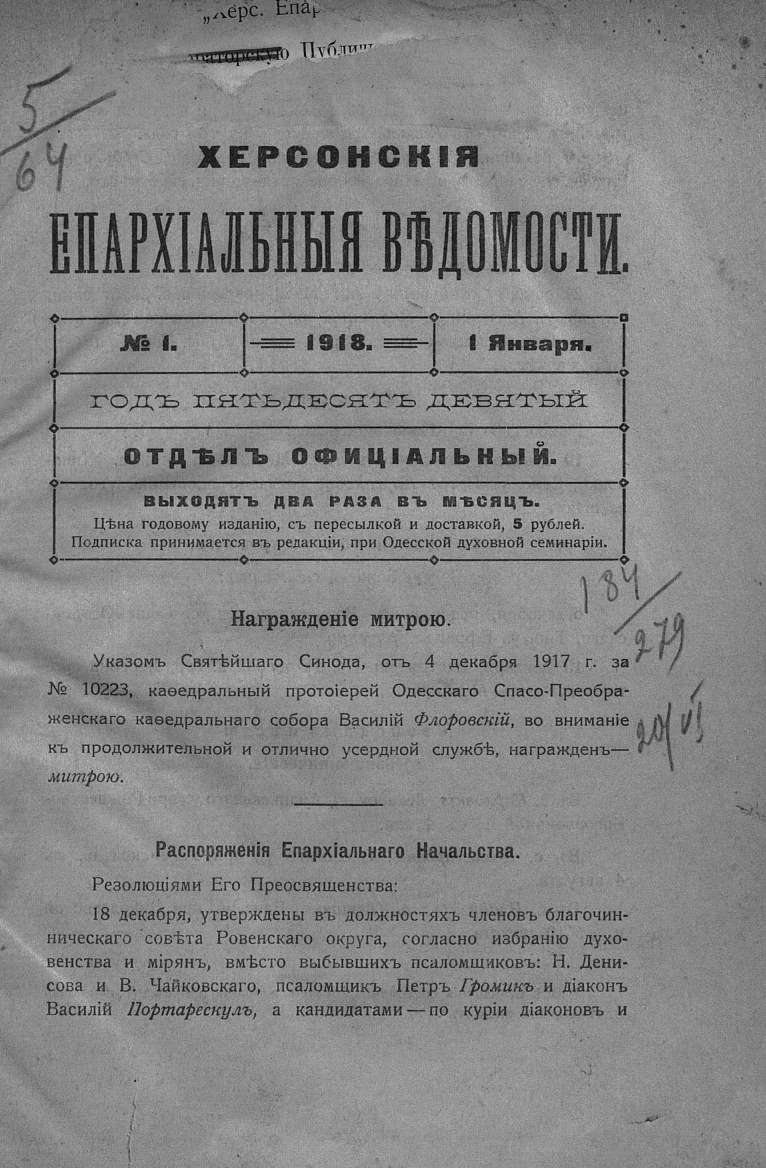 „Херс. Епар
Публич
5
64
ХЕРСОНСКІЯ
ЕПАРХІАЛЬНЫЯ ВѢДОМОСТИ.
№ 1. 1918. 1 Января.
ГОДЪ ПЯТЬДЕСЯТЪ ДЕВЯТЫЙ
ОТДѢЛЪ ОФИЦІАЛЬНЫЙ.
ВЫХОДЯТЪ ДВА РАЗА ВЪ МѢСЯЦЪ.
Цѣна годовому изданію, съ пересылкой и доставкой, 5 рублей.
Подписка принимается въ редакціи, при Одесской духовной семинаріи.
184
279
Награжденіе митрою.
Указомъ Святѣйшаго Синода, отъ 4 декабря 1917 г. за
№ 10223, каѳедральный протоіерей Одесскаго Спасо-Преобра-
женскаго каѳедральнаго собора Василій Флоровскій, во вниманіе
къ продолжительной и отлично усердной службѣ, награжденъ—
митрою.
20/VI
Распоряженія Епархіальнаго Начальства.
Резолюціями Его Преосвященства:
18 декабря, утверждены въ должностяхъ членовъ благочин-
ническаго совѣта Ровенскаго округа, согласно избранію духо-
венства и мірянъ, вмѣсто выбывшихъ псаломщиковъ: Н. Дени-
сова и В. Чайковскаго, псаломщикъ Петръ Громикъ и діаконъ
Василій Портарескулъ, а кандидатами — по куріи діаконовъ и